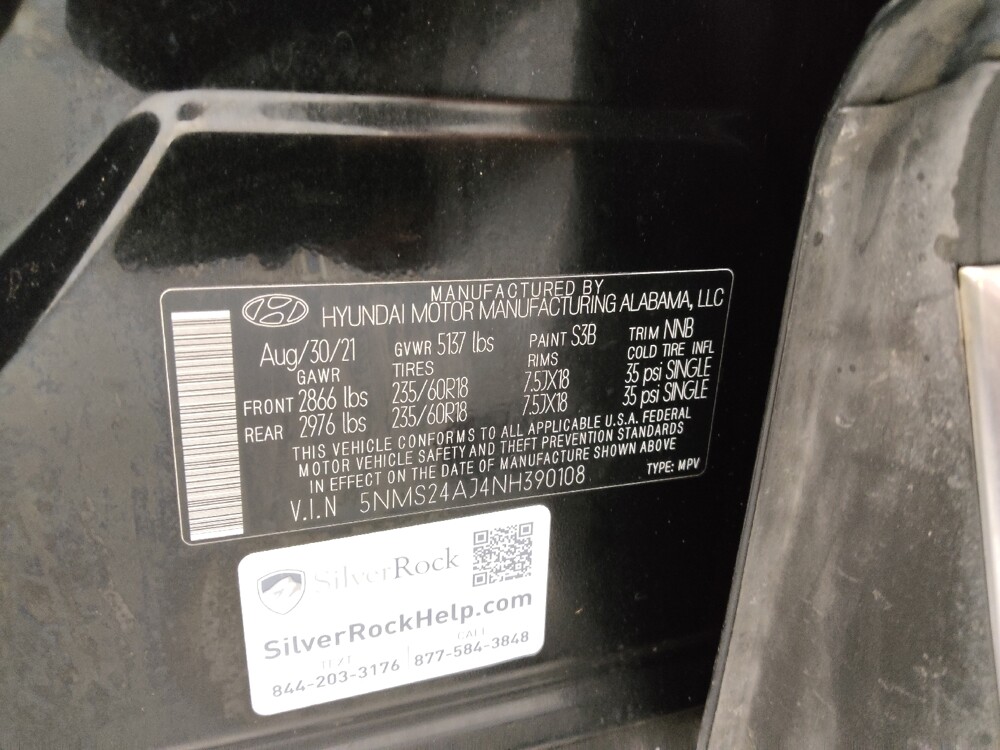 MANUFACTURED BY
HYUNDAI MOTOR MANUFACTURING ALABAMA, LLC
Aug/30/21 GVWR 5137 lbs PAINT S3B TRIM NNB
GAWR TIRES RIMS COLD TIRE INFL
FRONT 2866 lbs 235/60R18 7.5JX18 35 psi SINGLE
REAR 2976 lbs 235/60R18 7.5JX18 35 psi SINGLE
THIS VEHICLE CONFORMS TO ALL APPLICABLE U.S.A. FEDERAL
MOTOR VEHICLE SAFETY AND THEFT PREVENTION STANDARDS
IN EFFECT ON THE DATE OF MANUFACTURE SHOWN ABOVE
V.I.N 5NMS24AJ4NH390108 TYPE: MPV
SilverRock
SilverRockHelp.com
TEXT CALL
844-203-3176 877-584-3848